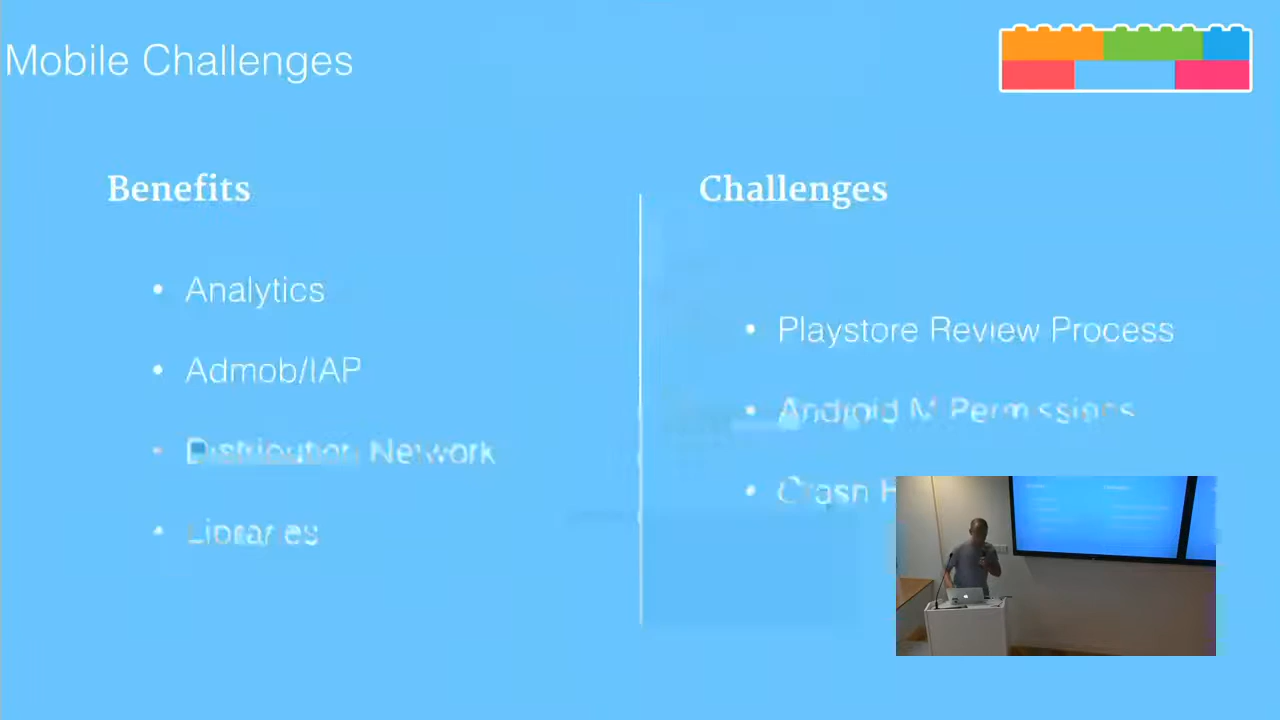 Mobile Challenges
Benefits
• Analytics
• Admob/IAP
• Distribution Network
• Libraries
Challenges
• Playstore Review Process
• Android M Permissions
• Crash